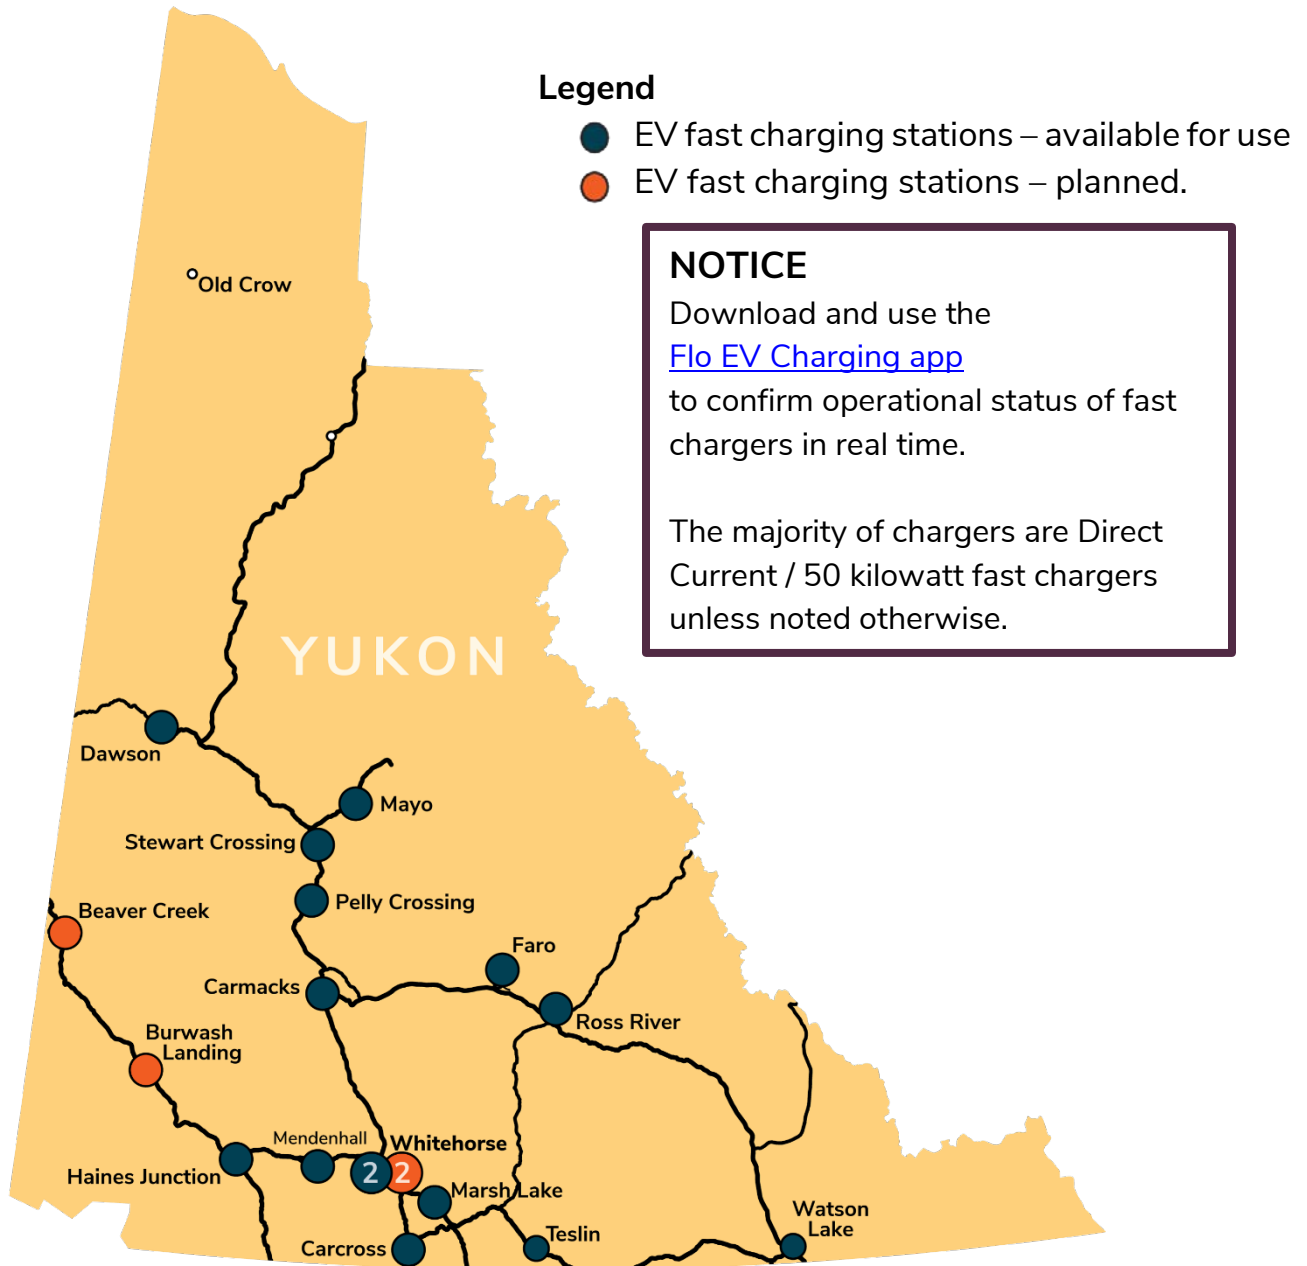 Legend
EV fast charging stations – available for use
EV fast charging stations – planned.
NOTICE
Download and use the
Flo EV Charging app
to confirm operational status of fast
chargers in real time.
The majority of chargers are Direct
Current / 50 kilowatt fast chargers
unless noted otherwise.
Old Crow
YUKON
Dawson
Mayo
Stewart Crossing
Pelly Crossing
Beaver Creek
Faro
Carmacks
Ross River
Burwash
Landing
Mendenhall
Whitehorse
Haines Junction
2
2
Marsh Lake
Watson
Lake
Teslin
Carcross